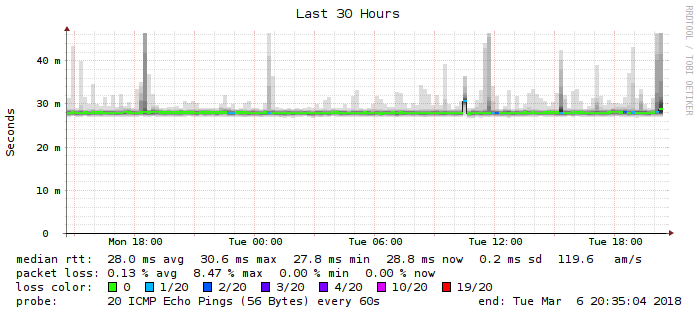 Last 30 Hours
RRDTOOL / TOBI OETIKER
Seconds
40 m
30 m
20 m
10 m
0
Mon 18:00 Tue 00:00 Tue 06:00 Tue 12:00 Tue 18:00
median rtt: 28.0 ms avg 30.6 ms max 27.8 ms min 28.8 ms now 0.2 ms sd 119.6 am/s
packet loss: 0.13 % avg 8.47 % max 0.00 % min 0.00 % now
loss color: 0 1/20 2/20 3/20 4/20 10/20 19/20
probe: 20 ICMP Echo Pings (56 Bytes) every 60s end: Tue Mar 6 20:35:04 2018